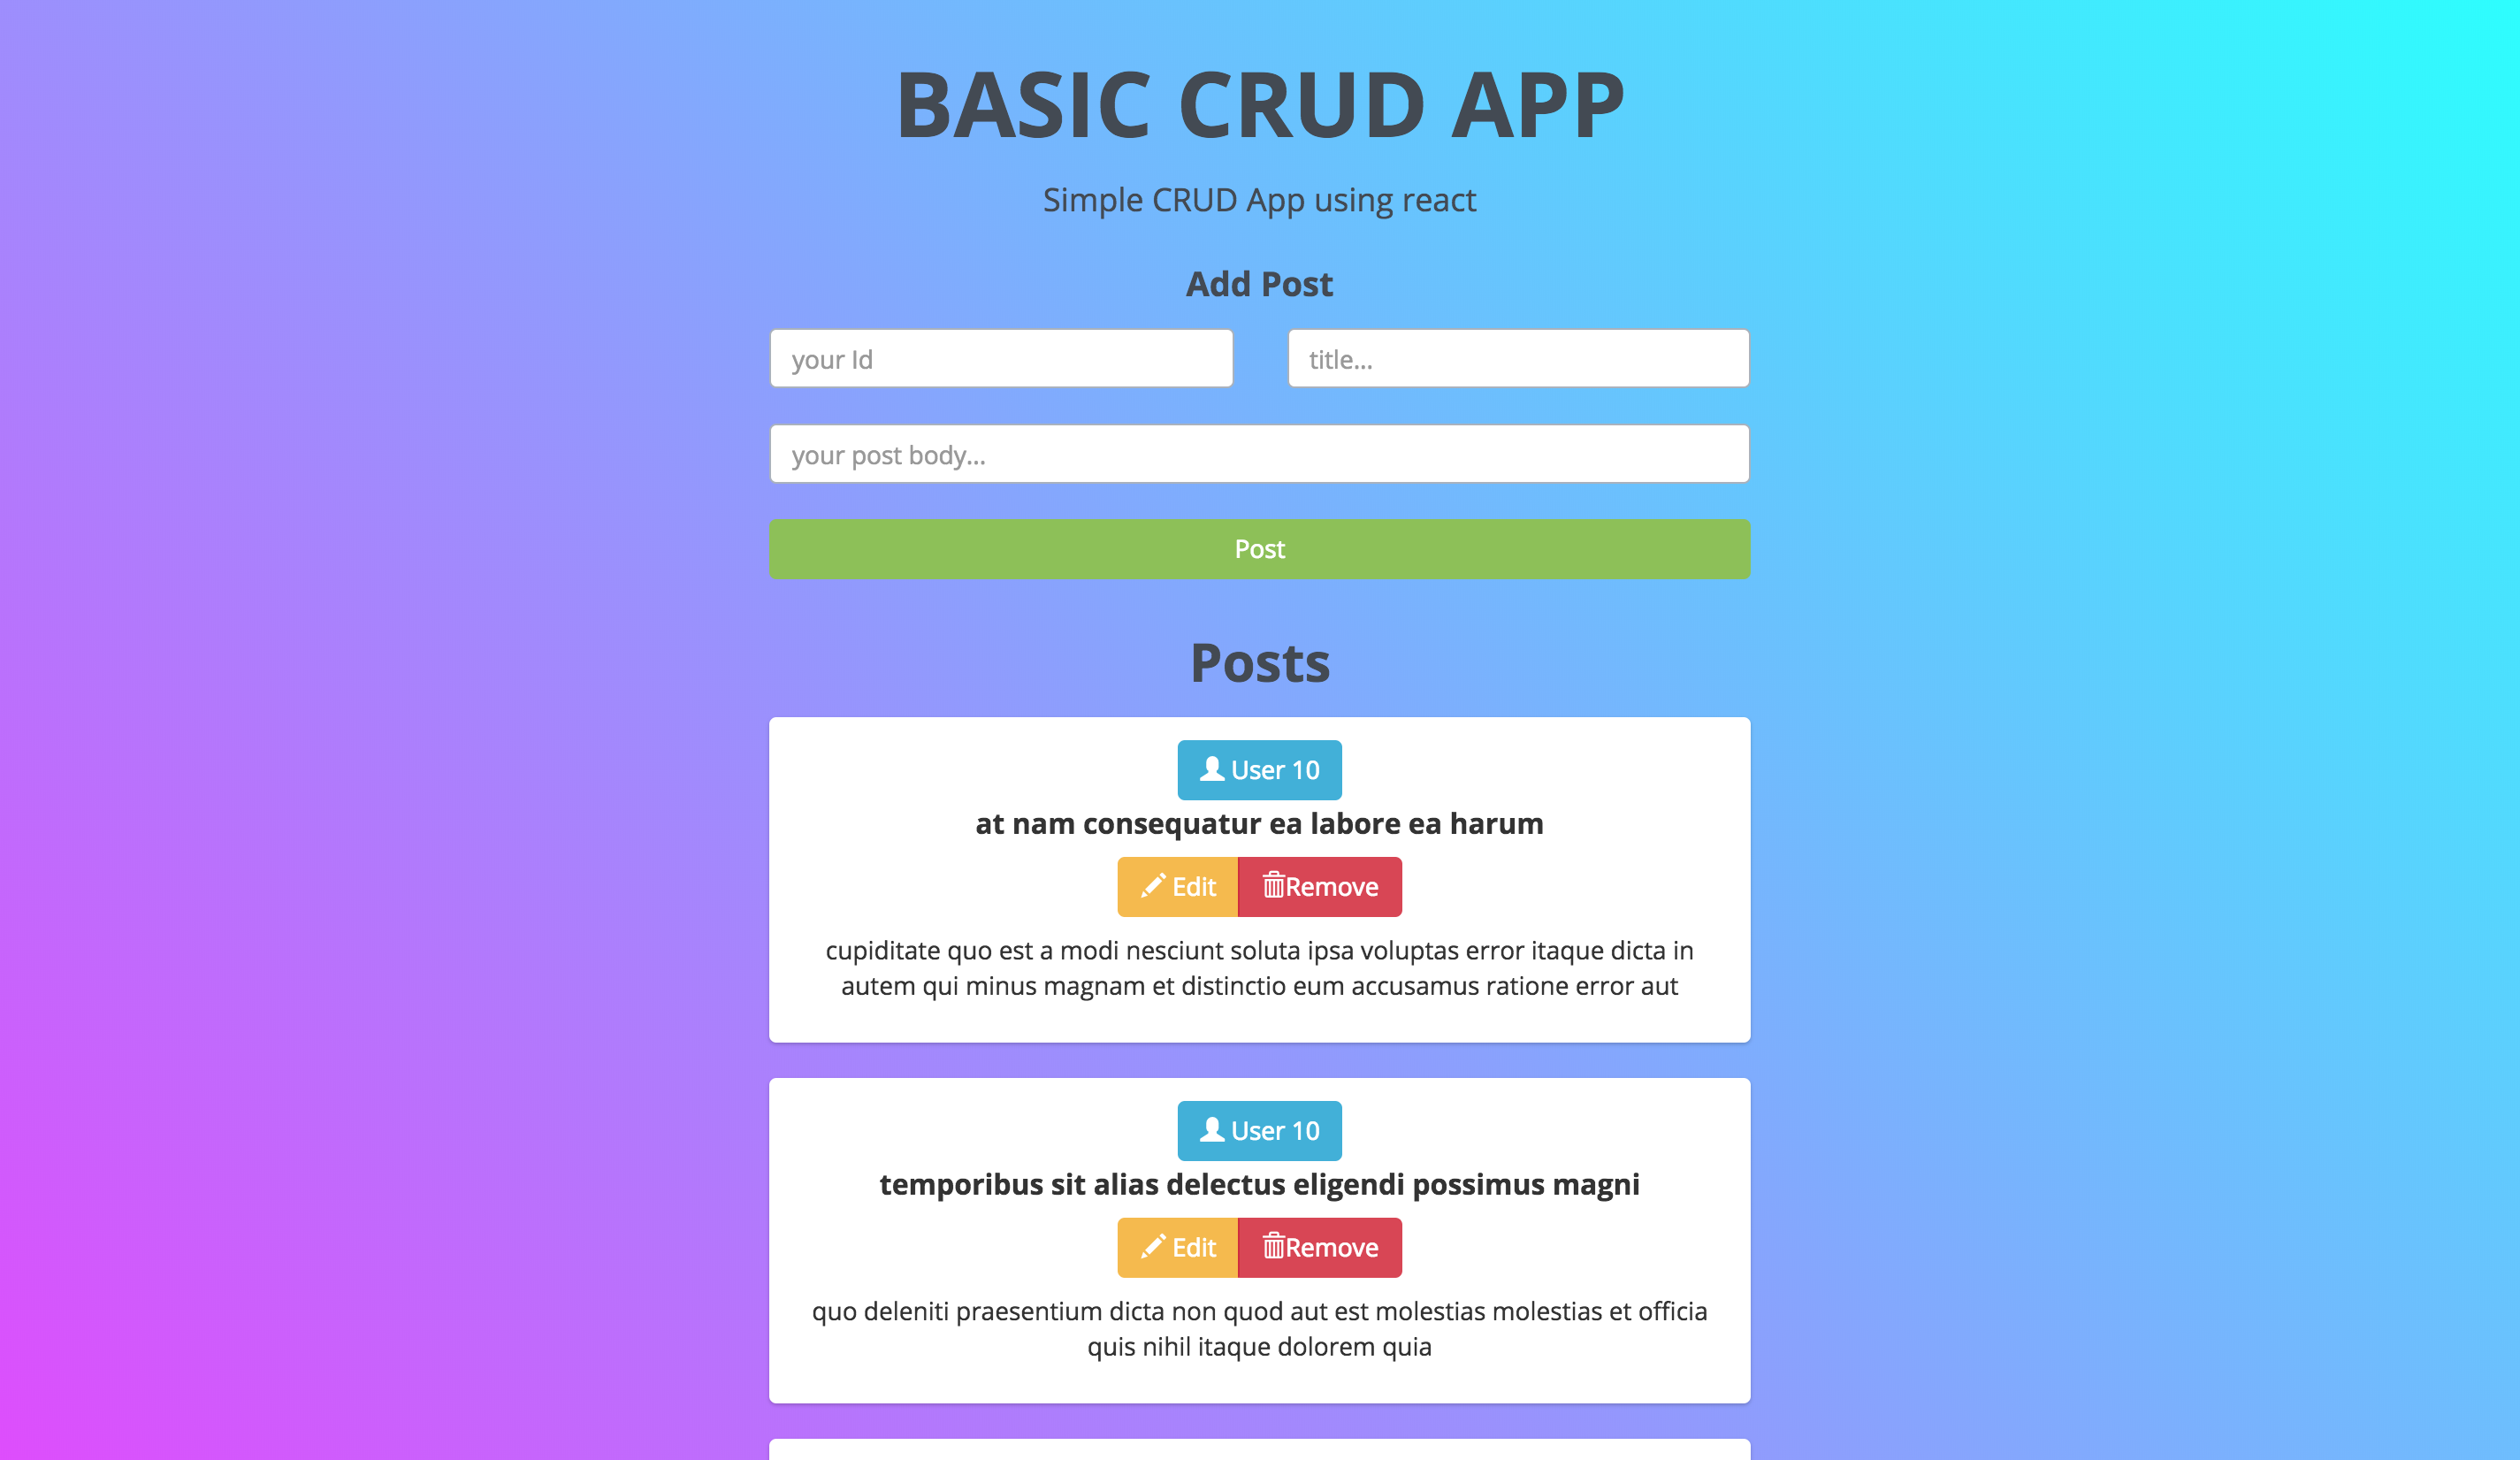 BASIC CRUD APP
Simple CRUD App using react
Add Post
your Id
title...
your post body...
Post
Posts
User 10
at nam consequatur ea labore ea harum
Edit
Remove
cupiditate quo est a modi nesciunt soluta ipsa voluptas error itaque dicta in
autem qui minus magnam et distinctio eum accusamus ratione error aut
User 10
temporibus sit alias delectus eligendi possimus magni
Edit
Remove
quo deleniti praesentium dicta non quod aut est molestias molestias et officia
quis nihil itaque dolorem quia